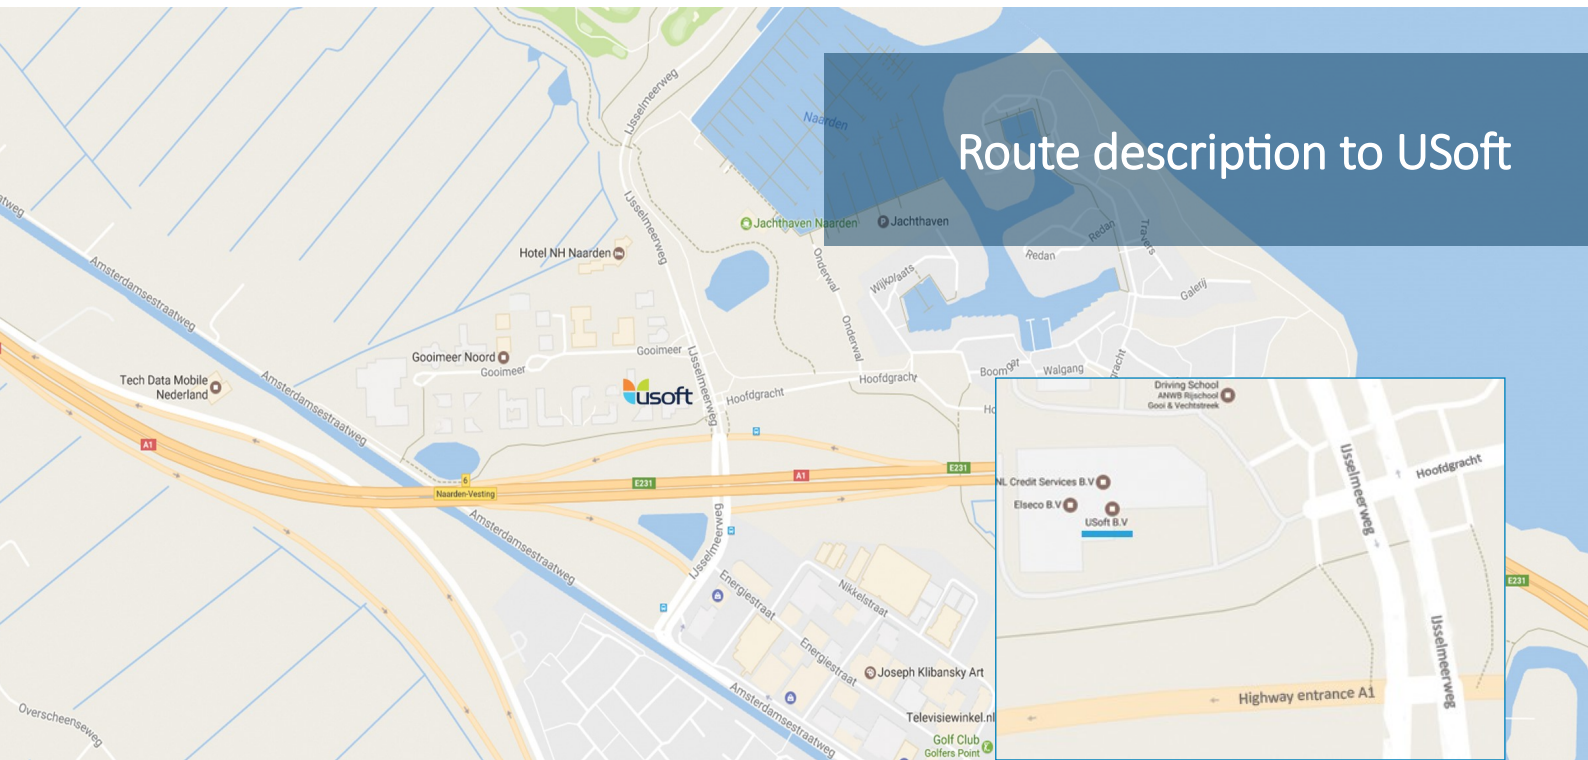 Route description to USoft
IJsselmeerweg
Naarden
Jachthaven Naarden
Jachthaven
IJsselmeerweg
Hotel NH Naarden
Onderwal
Wijkplaats
Redan
Redan
Travers
Galerij
Amsterdamsestraatweg
Onderwal
Gooimeer Noord
Gooimeer
Gooimeer
IJsselmeerweg
Tech Data Mobile
Nederland
Amsterdamsestraatweg
usoft
Hoofdgracht
Hoofdgracht
Walgang
A1
6
Naarden-Vesting
E231
A1
E231
Amsterdamsestraatweg
IJsselmeerweg
Energiestraat
Nikkelstraat
Energiestraat
Joseph Klibansky Art
Amsterdamsestraatweg
Televisiewinkel.nl
Golf Club
Golfers Point
Overscheenseweg
Driving School
ANWB Rijschool
Gooi & Vechtstreek
NL Credit Services B.V
Elseco B.V
USoft B.V
IJsselmeerweg
Hoofdgracht
IJsselmeerweg
Highway entrance A1
E231